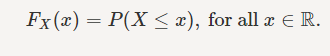 F_X(x) = P(X ≤ x), for all x ∈ ℝ.